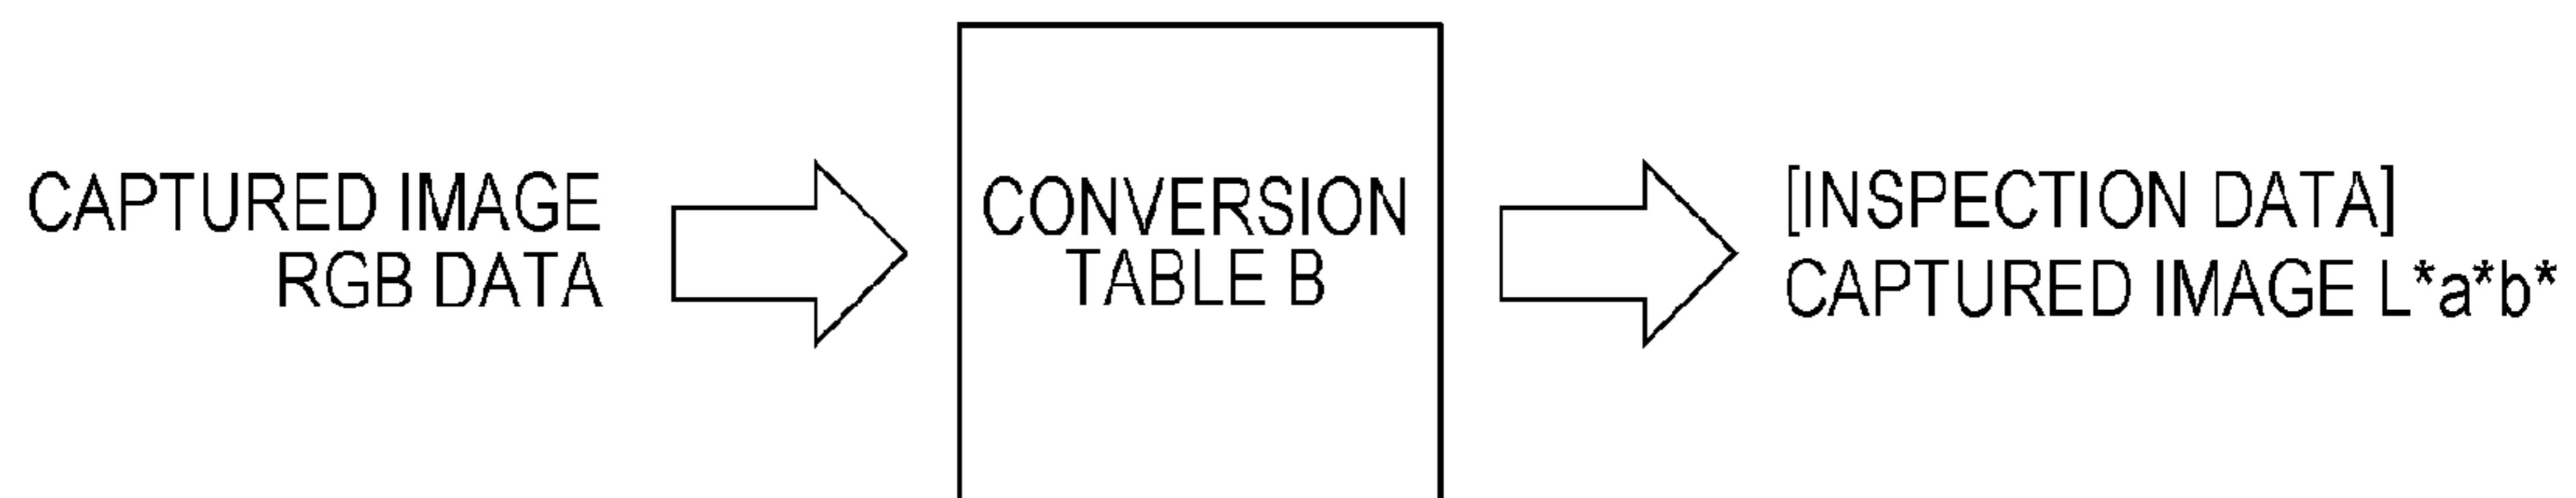 CAPTURED IMAGE
RGB DATA
CONVERSION
TABLE B
[INSPECTION DATA]
CAPTURED IMAGE L*a*b*